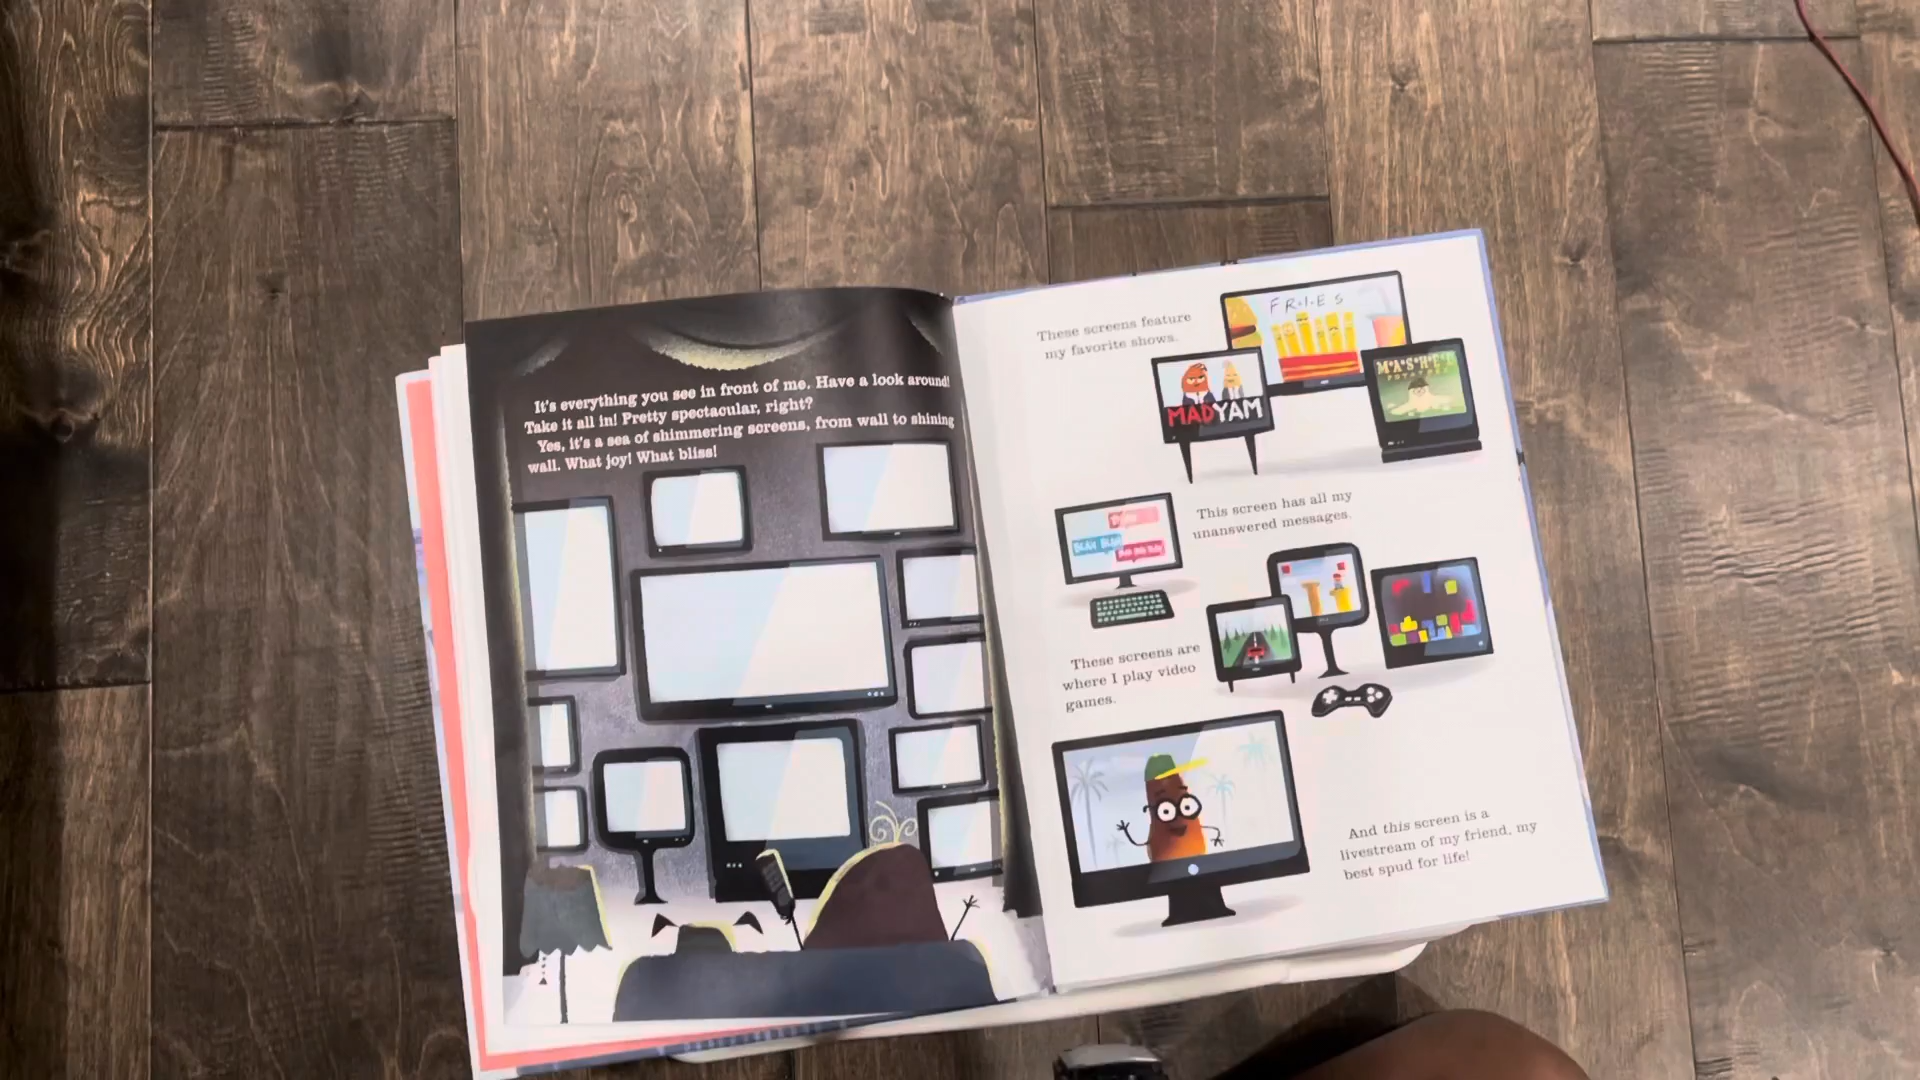 It's everything you see in front of me. Have a look around!
Take it all in! Pretty spectacular, right?
Yes, it's a sea of shimmering screens, from wall to shining
wall. What joy! What bliss!
These screens feature
my favorite shows.
F R·I·E S
MADYAM
M*A*S*H*E*D
This screen has all my
unanswered messages.
BLAH BLAH
These screens are
where I play video
games.
And this screen is a
livestream of my friend, my
best spud for life!